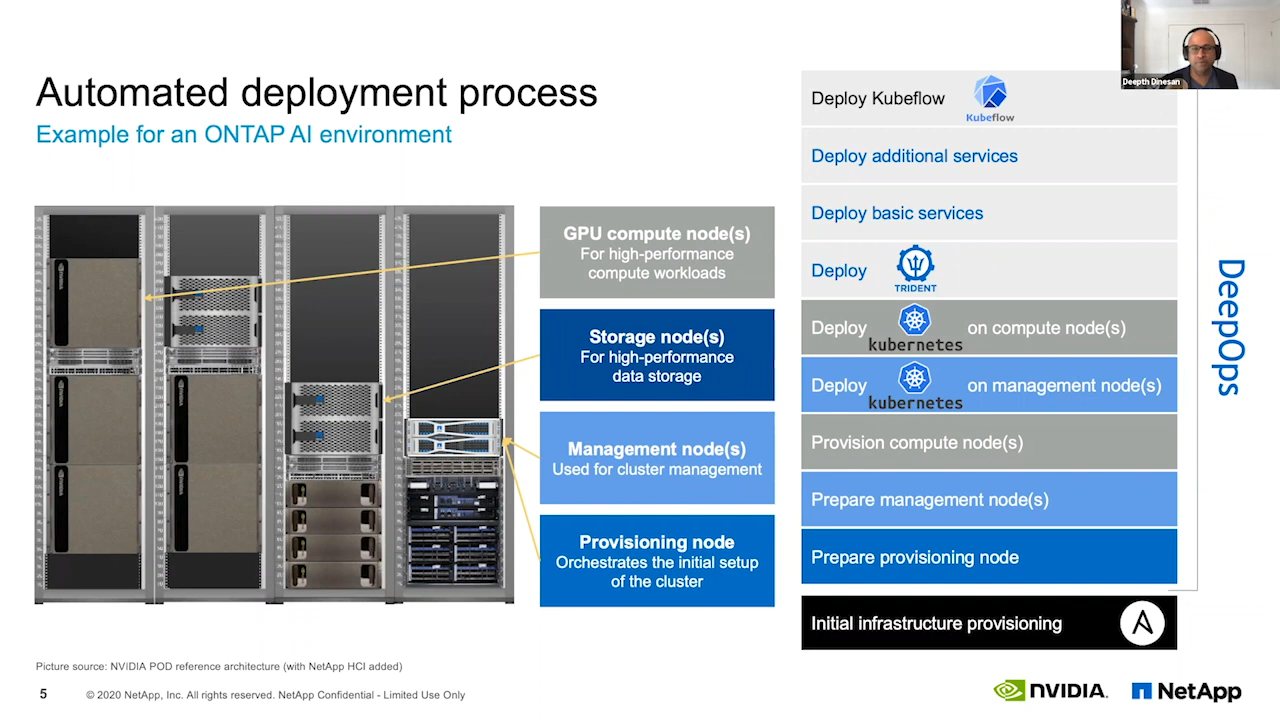 Automated deployment process
Example for an ONTAP AI environment
GPU compute node(s)
For high-performance
compute workloads
Storage node(s)
For high-performance
data storage
Management node(s)
Used for cluster management
Provisioning node
Orchestrates the initial setup
of the cluster
Deepth Dinesan
Deploy Kubeflow
Kubeflow
Deploy additional services
Deploy basic services
Deploy
TRIDENT
Deploy kubernetes on compute node(s)
Deploy kubernetes on management node(s)
Provision compute node(s)
Prepare management node(s)
Prepare provisioning node
Initial infrastructure provisioning
DeepOps
Picture source: NVIDIA POD reference architecture (with NetApp HCI added)
5 © 2020 NetApp, Inc. All rights reserved. NetApp Confidential - Limited Use Only
NVIDIA.
NetApp